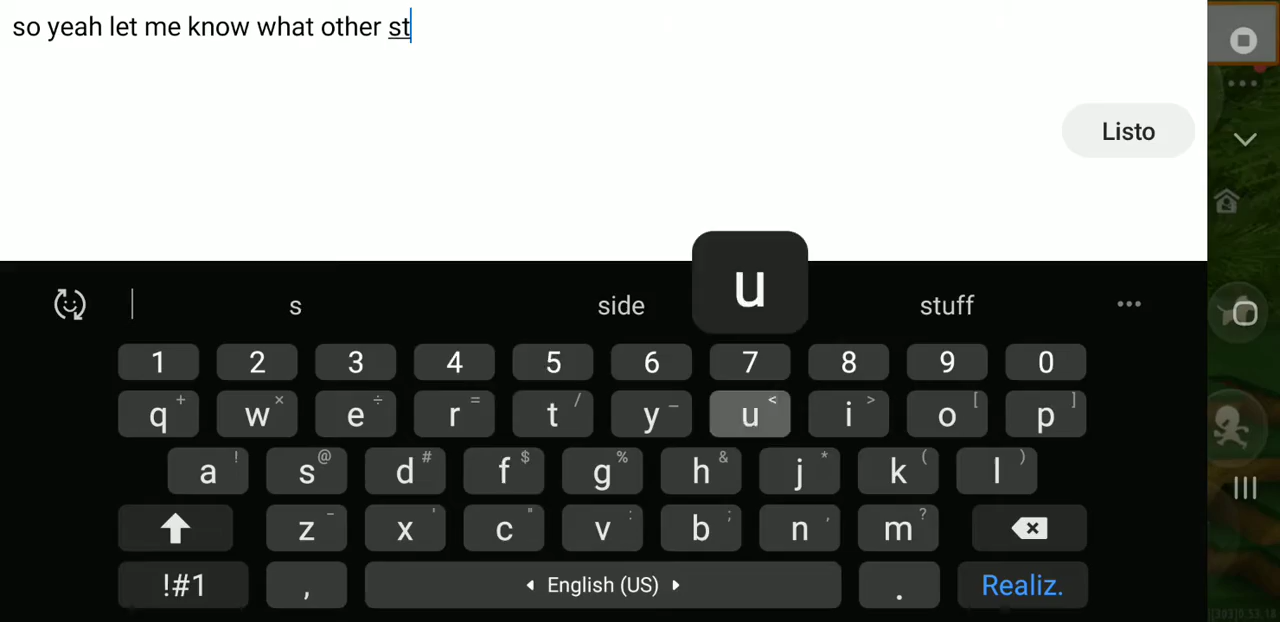 so yeah let me know what other st
Listo
u
s side stuff •••
1 2 3 4 5 6 7 8 9 0
q + w × e ÷ r = t / y _ u < i > o [ p ]
a ! s @ d # f $ g % h & j * k ( l )
z - x ' c " v : b ; n , m ?
!#1 , English (US) . Realiz.